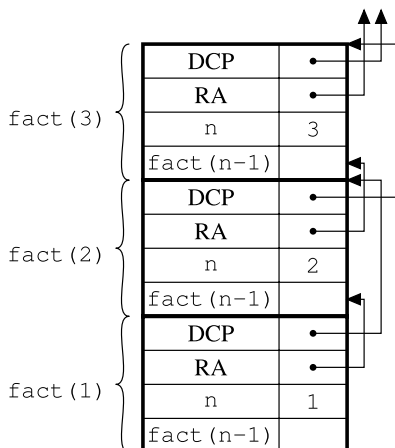 DCP
RA
fact(3)
n 3
fact(n-1)
DCP
RA
fact(2)
n 2
fact(n-1)
DCP
RA
fact(1)
n 1
fact(n-1)